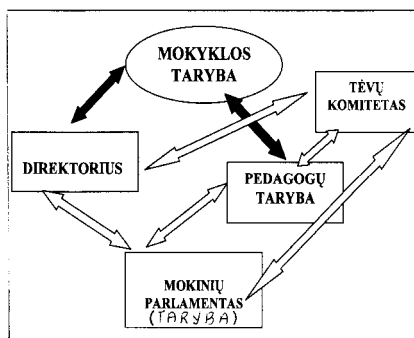 MOKYKLOS
TARYBA
TĖVŲ
KOMITETAS
DIREKTORIUS
PEDAGOGŲ
TARYBA
MOKINIŲ
PARLAMENTAS
(TARYBA)